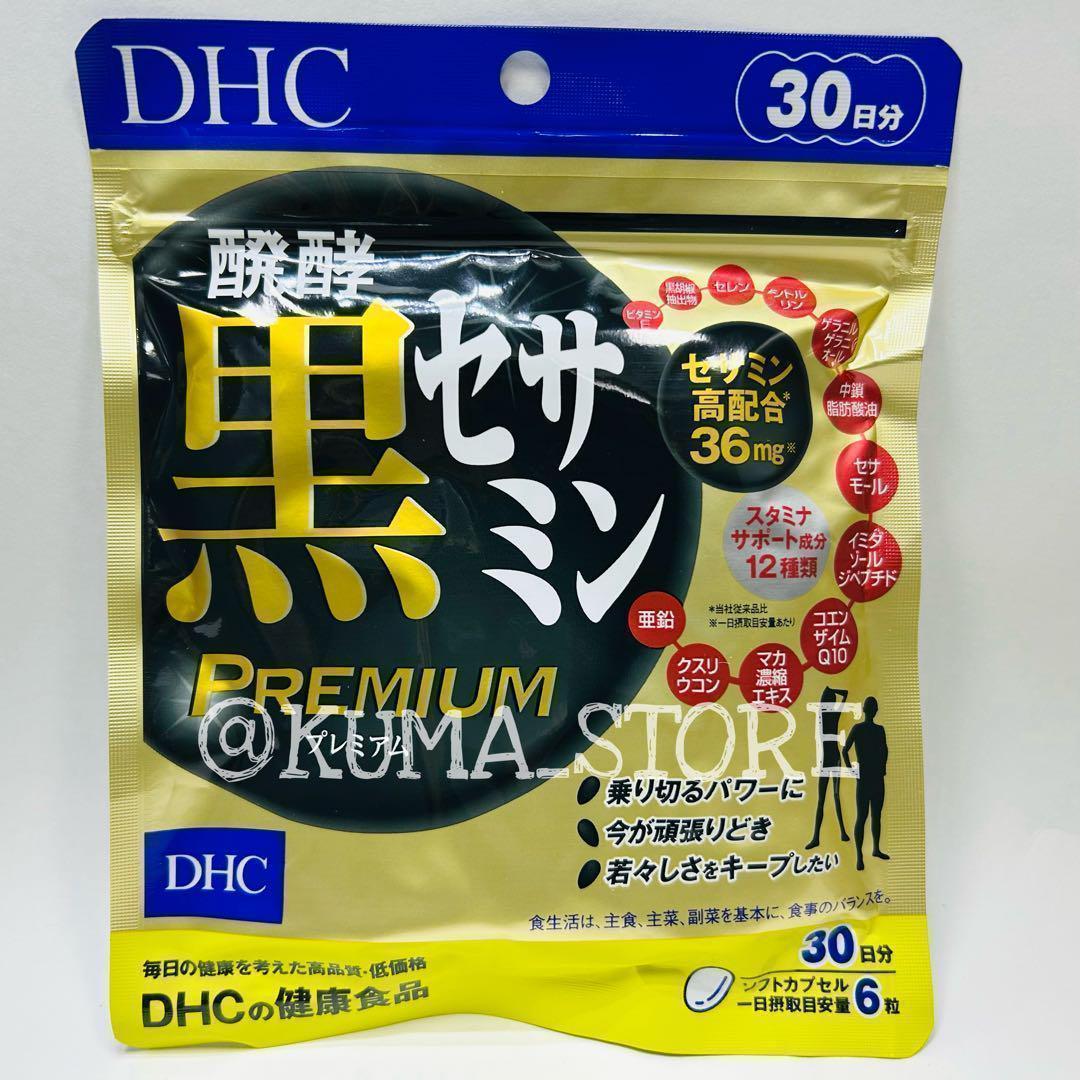 DHC
30日分
醗酵
黒
セサ
ミン
PREMIUM
プレミアム
@KUMA_STORE
ビタミン
E
黒胡椒
抽出物
セレン
シトル
リン
ゲラニル
ゲラニ
オール
中鎖
脂肪酸油
セサ
モール
イミダ
ゾール
ジペプチド
コエン
ザイム
Q10
マカ
濃縮
エキス
クスリ
ウコン
亜鉛
セサミン
高配合*
36mg※
スタミナ
サポート成分
12種類
*当社従来品比
※一日摂取目安量あたり
乗り切るパワーに
今が頑張りどき
若々しさをキープしたい
食生活は、主食、主菜、副菜を基本に、食事のバランスを。
DHC
毎日の健康を考えた高品質・低価格
DHCの健康食品
30日分
ソフトカプセル
一日摂取目安量 6粒